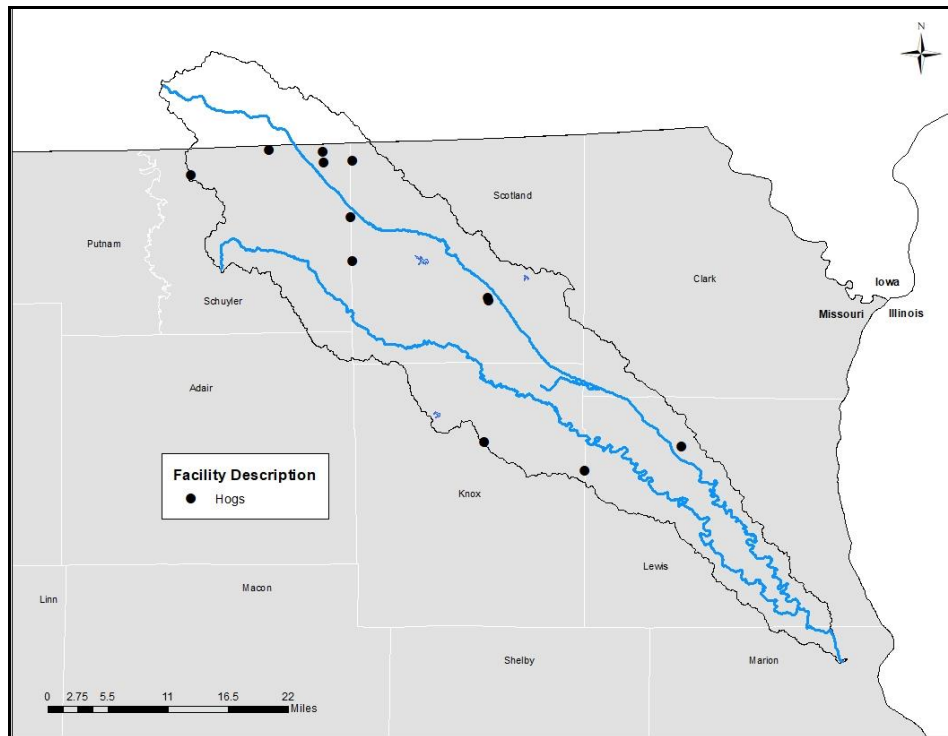 N
Scotland
Putnam
Clark
Iowa
Missouri
Illinois
Schuyler
Adair
Facility Description
Hogs
Knox
Lewis
Linn
Macon
Shelby
Marion
0 2.75 5.5 11 16.5 22
Miles